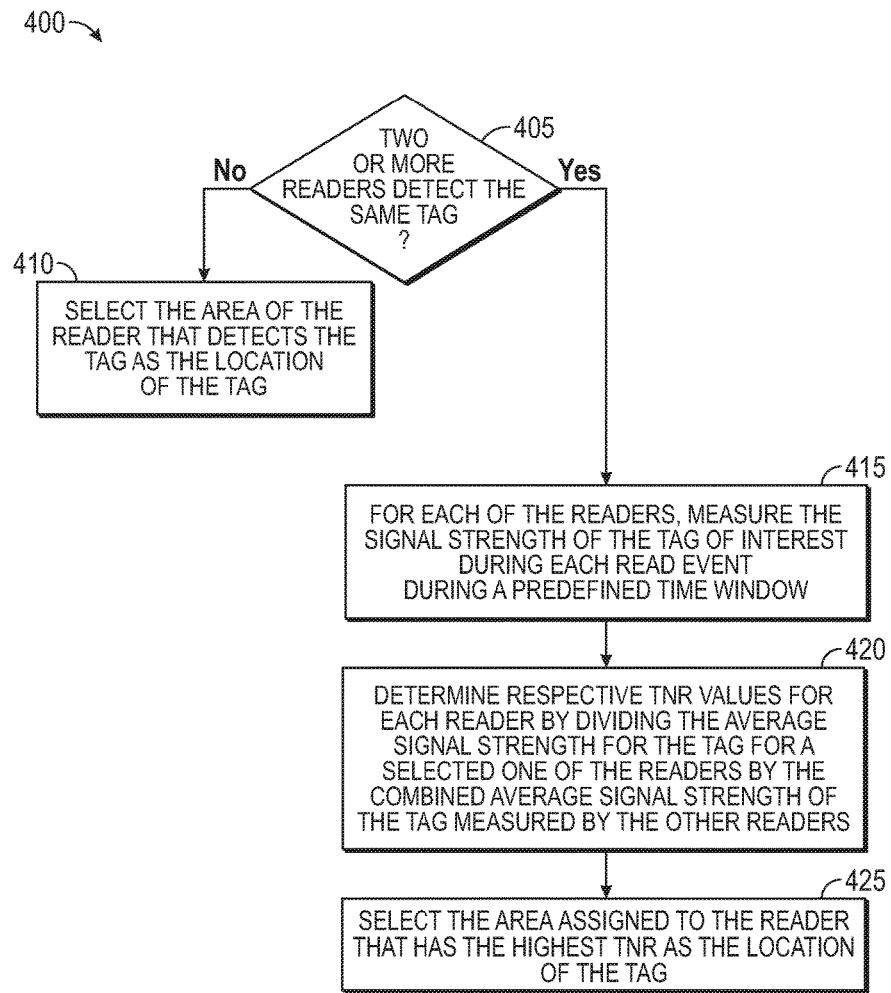 400
405
TWO
OR MORE
READERS DETECT THE
SAME TAG
?
No
Yes
410
SELECT THE AREA OF THE
READER THAT DETECTS THE
TAG AS THE LOCATION
OF THE TAG
415
FOR EACH OF THE READERS, MEASURE THE
SIGNAL STRENGTH OF THE TAG OF INTEREST
DURING EACH READ EVENT
DURING A PREDEFINED TIME WINDOW
420
DETERMINE RESPECTIVE TNR VALUES FOR
EACH READER BY DIVIDING THE AVERAGE
SIGNAL STRENGTH FOR THE TAG FOR A
SELECTED ONE OF THE READERS BY THE
COMBINED AVERAGE SIGNAL STRENGTH OF
THE TAG MEASURED BY THE OTHER READERS
425
SELECT THE AREA ASSIGNED TO THE READER
THAT HAS THE HIGHEST TNR AS THE LOCATION
OF THE TAG